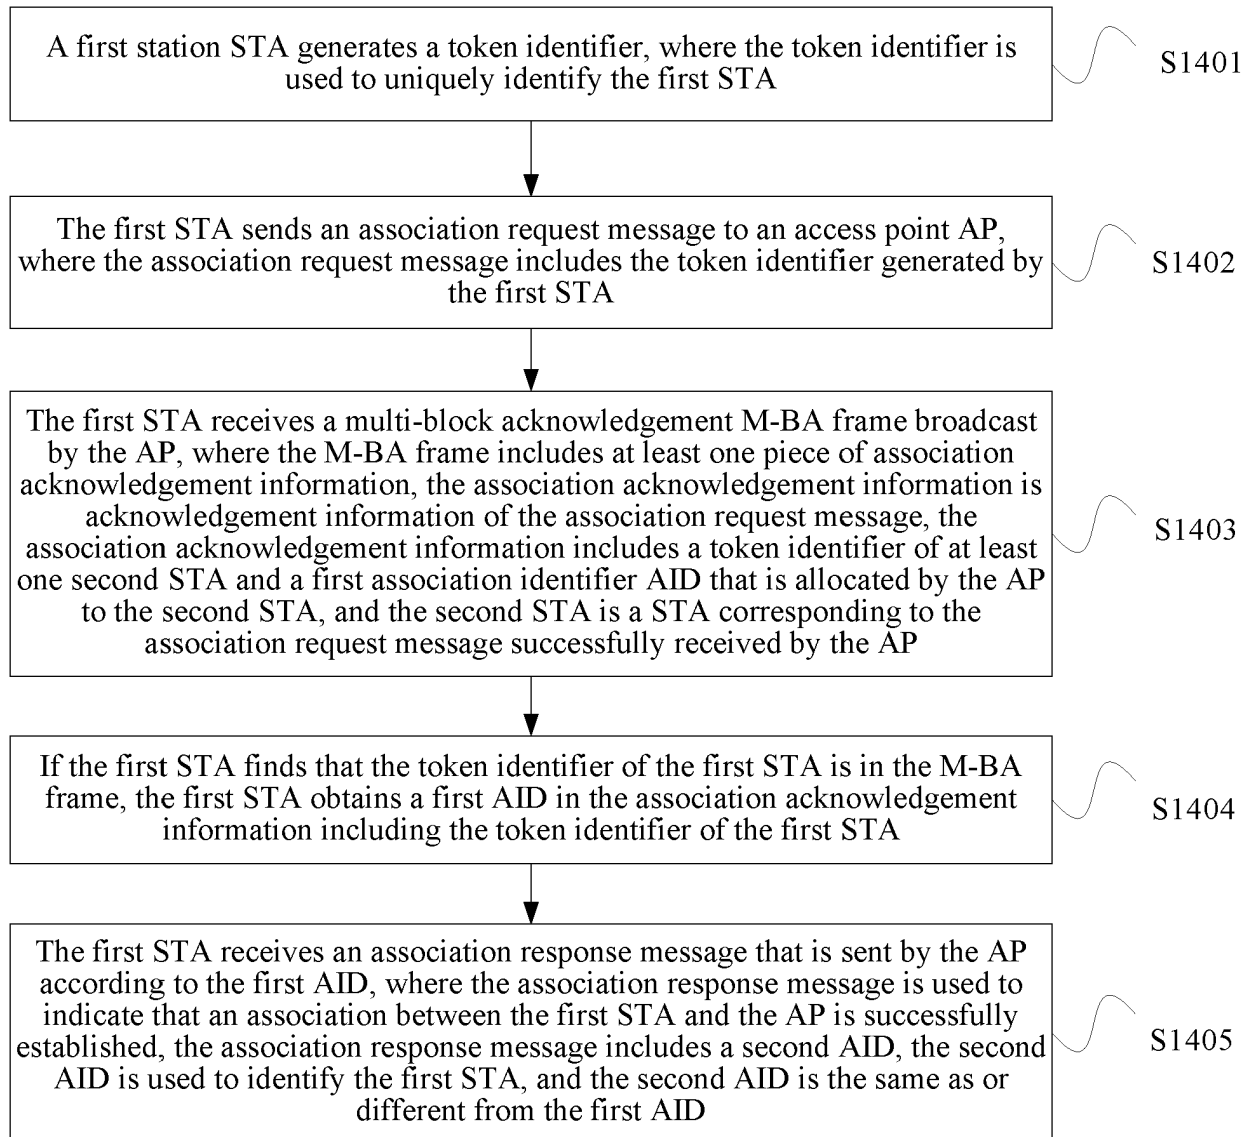 A first station STA generates a token identifier, where the token identifier is
used to uniquely identify the first STA
S1401
The first STA sends an association request message to an access point AP,
where the association request message includes the token identifier generated by
the first STA
S1402
The first STA receives a multi-block acknowledgement M-BA frame broadcast
by the AP, where the M-BA frame includes at least one piece of association
acknowledgement information, the association acknowledgement information is
acknowledgement information of the association request message, the
association acknowledgement information includes a token identifier of at least
one second STA and a first association identifier AID that is allocated by the AP
to the second STA, and the second STA is a STA corresponding to the
association request message successfully received by the AP
S1403
If the first STA finds that the token identifier of the first STA is in the M-BA
frame, the first STA obtains a first AID in the association acknowledgement
information including the token identifier of the first STA
S1404
The first STA receives an association response message that is sent by the AP
according to the first AID, where the association response message is used to
indicate that an association between the first STA and the AP is successfully
established, the association response message includes a second AID, the second
AID is used to identify the first STA, and the second AID is the same as or
different from the first AID
S1405